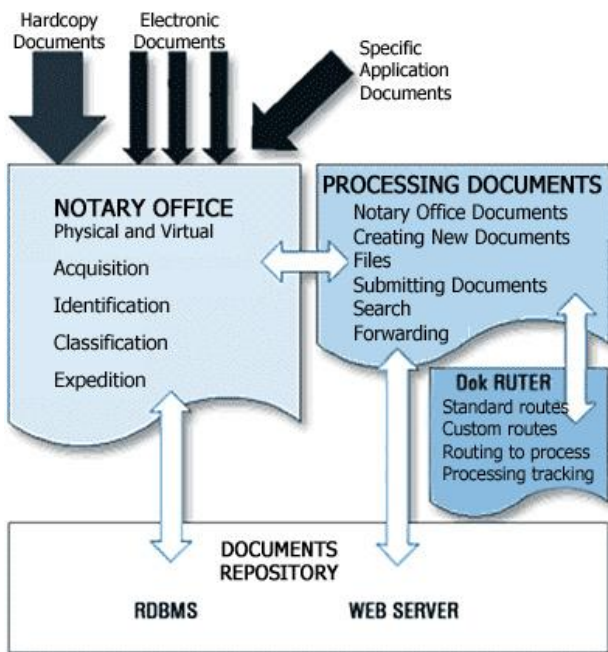 Hardcopy
Documents
Electronic
Documents
Specific
Application
Documents
NOTARY OFFICE
Physical and Virtual
Acquisition
Identification
Classification
Expedition
PROCESSING DOCUMENTS
Notary Office Documents
Creating New Documents
Files
Submitting Documents
Search
Forwarding
Dok RUTER
Standard routes
Custom routes
Routing to process
Processing tracking
DOCUMENTS
REPOSITORY
RDBMS
WEB SERVER